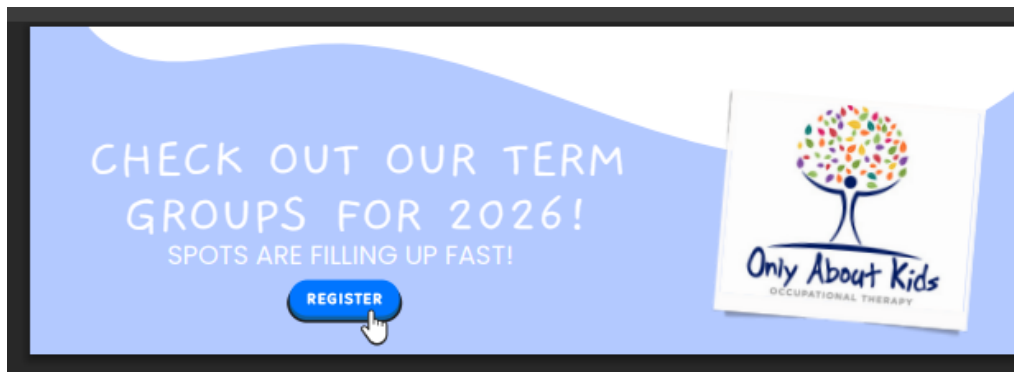 CHECK OUT OUR TERM
GROUPS FOR 2026!
SPOTS ARE FILLING UP FAST!
REGISTER
Only About Kids
OCCUPATIONAL THERAPY